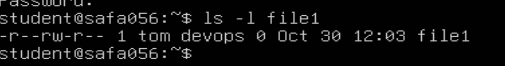 Password:
student@safa056:~$ ls -l file1
-r--rw-r-- 1 tom devops 0 Oct 30 12:03 file1
student@safa056:~$